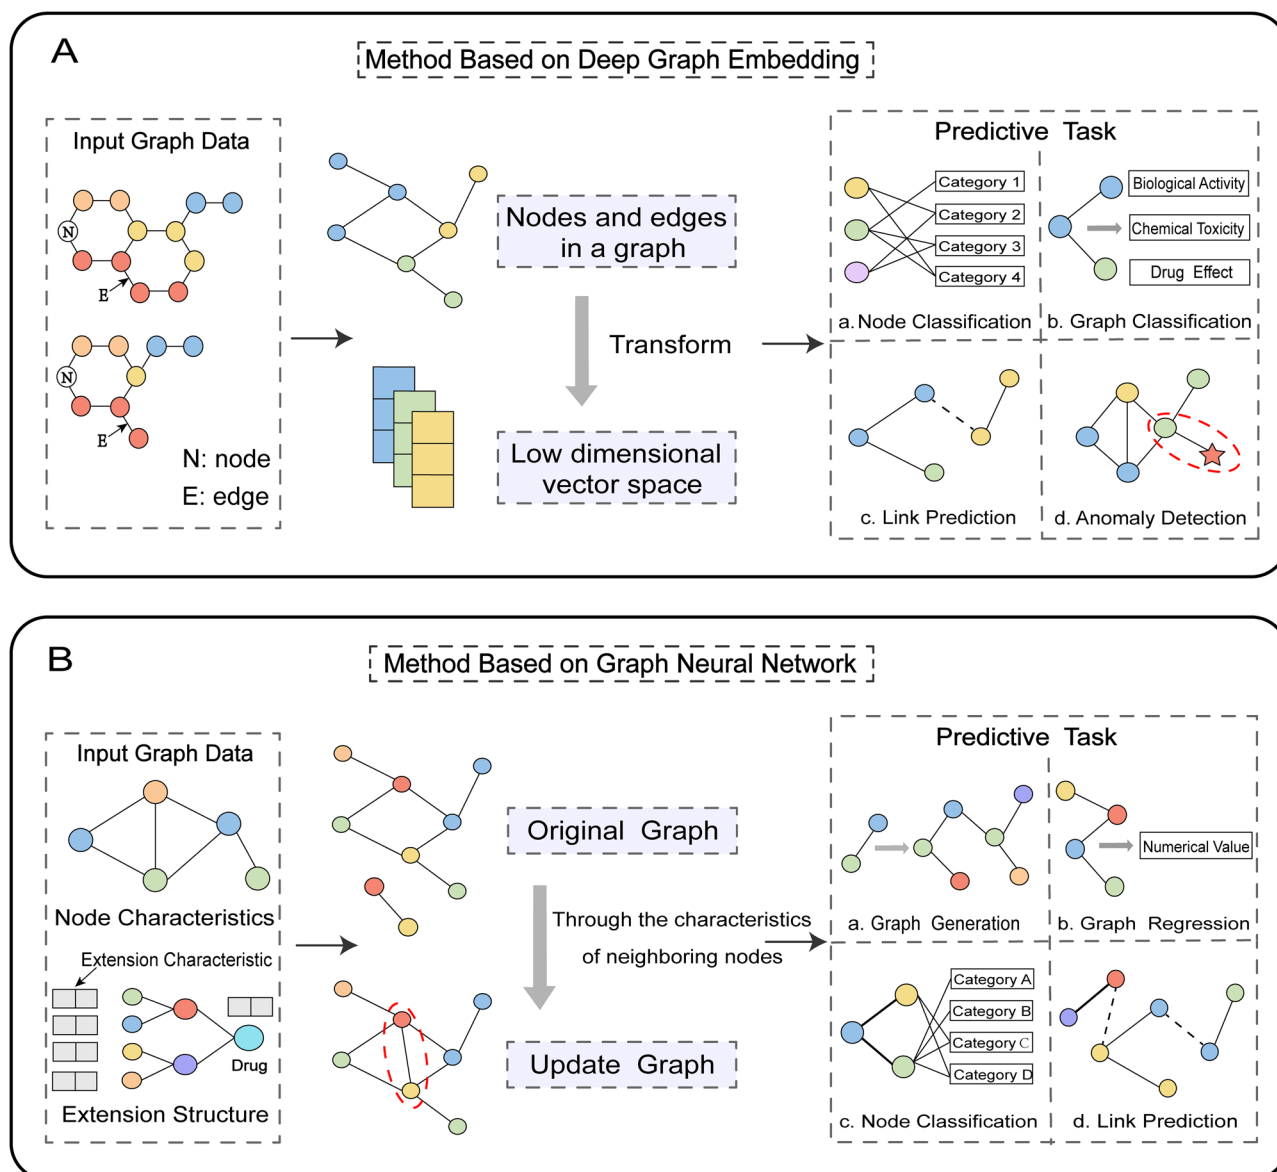 A
Method Based on Deep Graph Embedding
Input Graph Data
N
E
N
E
N: node
E: edge
Nodes and edges
in a graph
Transform
Low dimensional
vector space
Predictive Task
Category 1
Category 2
Category 3
Category 4
a. Node Classification
Biological Activity
Chemical Toxicity
Drug Effect
b. Graph Classification
c. Link Prediction
d. Anomaly Detection
B
Method Based on Graph Neural Network
Input Graph Data
Node Characteristics
Extension Characteristic
Drug
Extension Structure
Original Graph
Through the characteristics
of neighboring nodes
Update Graph
Predictive Task
a. Graph Generation
Numerical Value
b. Graph Regression
Category A
Category B
Category C
Category D
c. Node Classification
d. Link Prediction